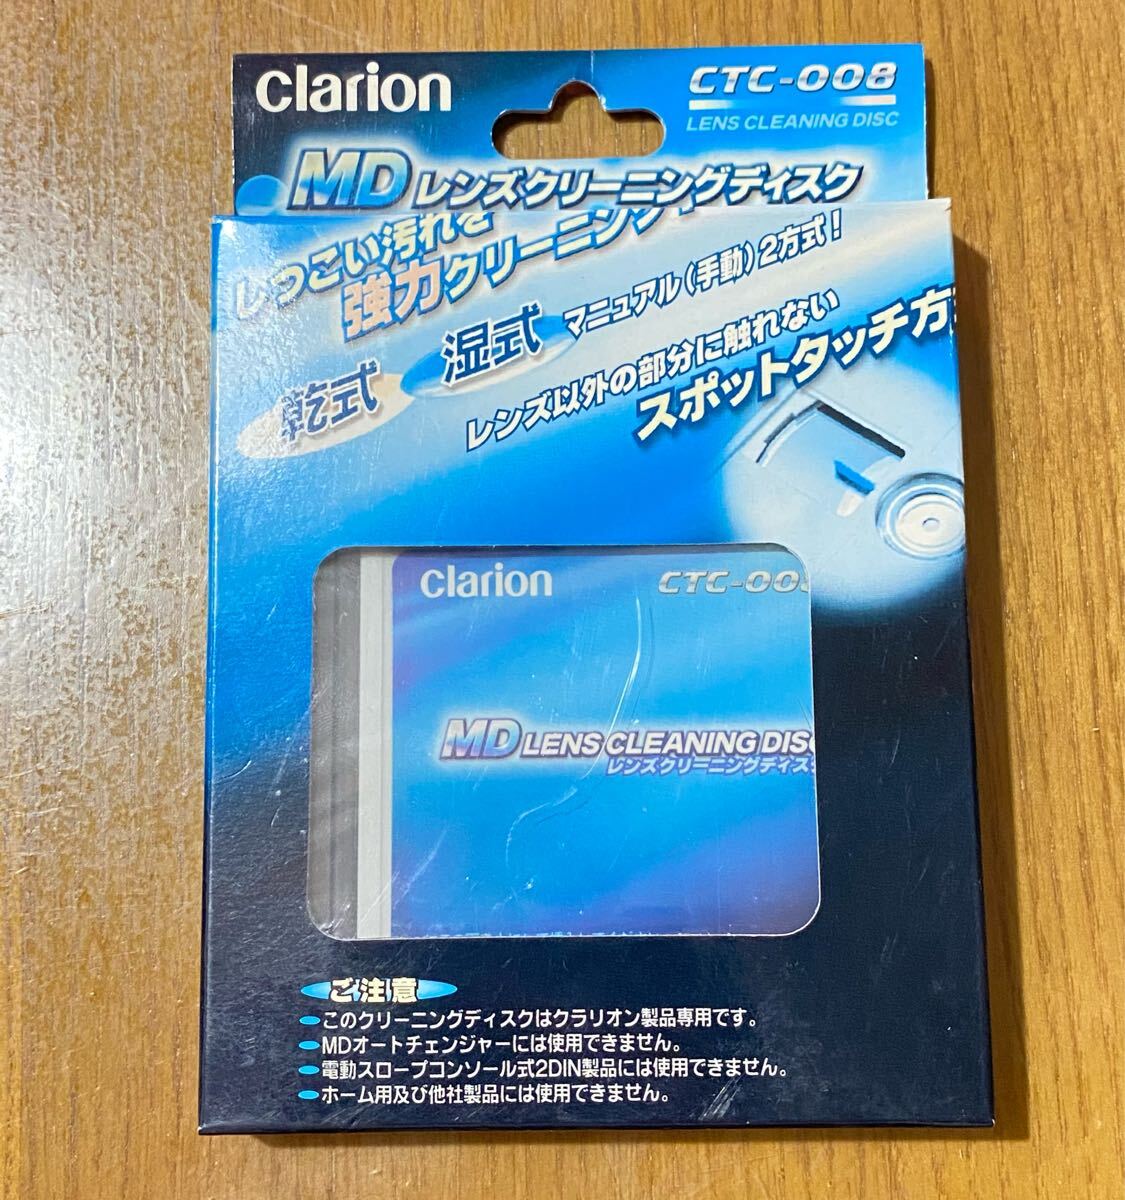 clarion
CTC-008
LENS CLEANING DISC
MD レンズクリーニングディスク
しつこい汚れを
強力クリーニング
乾式 湿式 マニュアル(手動)2方式!
レンズ以外の部分に触れない
スポットタッチ方
clarion
CTC-008
MD LENS CLEANING DISC
レンズクリーニングディスク
ご注意
●このクリーニングディスクはクラリオン製品専用です。
●MDオートチェンジャーには使用できません。
●電動スロープコンソール式2DIN製品には使用できません。
●ホーム用及び他社製品には使用できません。